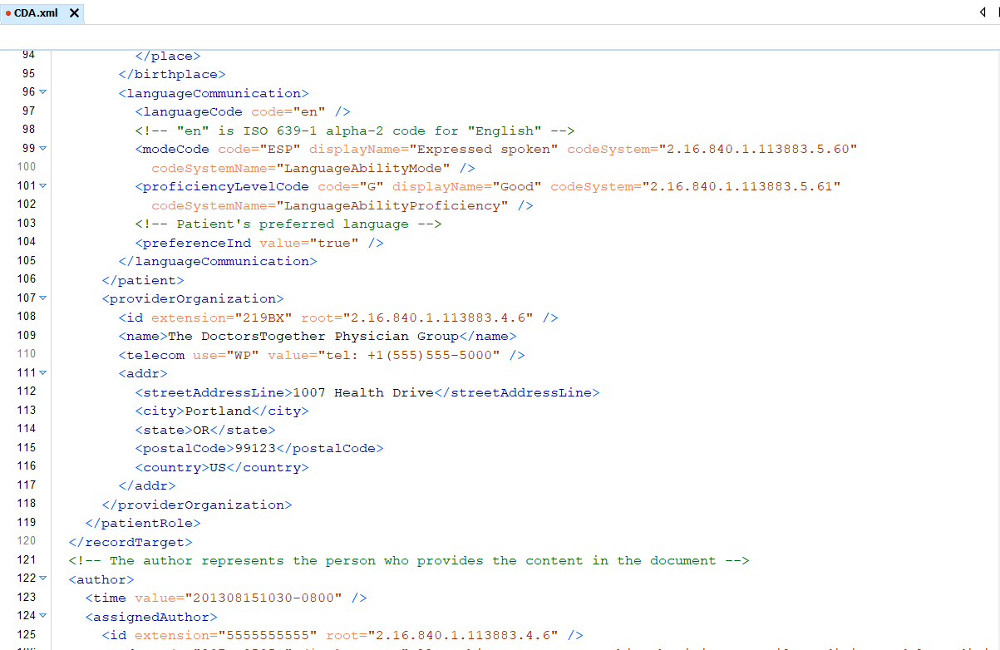 CDA.xml
94 </place>
95 </birthplace>
96 <languageCommunication>
97 <languageCode code="en" />
98 <!-- "en" is ISO 639-1 alpha-2 code for "English" -->
99 <modeCode code="ESP" displayName="Expressed spoken" codeSystem="2.16.840.1.113883.5.60"
100 codeSystemName="LanguageAbilityMode" />
101 <proficiencyLevelCode code="G" displayName="Good" codeSystem="2.16.840.1.113883.5.61"
102 codeSystemName="LanguageAbilityProficiency" />
103 <!-- Patient's preferred language -->
104 <preferenceInd value="true" />
105 </languageCommunication>
106 </patient>
107 <providerOrganization>
108 <id extension="219BX" root="2.16.840.1.113883.4.6" />
109 <name>The DoctorsTogether Physician Group</name>
110 <telecom use="WP" value="tel: +1(555)555-5000" />
111 <addr>
112 <streetAddressLine>1007 Health Drive</streetAddressLine>
113 <city>Portland</city>
114 <state>OR</state>
115 <postalCode>99123</postalCode>
116 <country>US</country>
117 </addr>
118 </providerOrganization>
119 </patientRole>
120 </recordTarget>
121 <!-- The author represents the person who provides the content in the document -->
122 <author>
123 <time value="201308151030-0800" />
124 <assignedAuthor>
125 <id extension="5555555555" root="2.16.840.1.113883.4.6" />